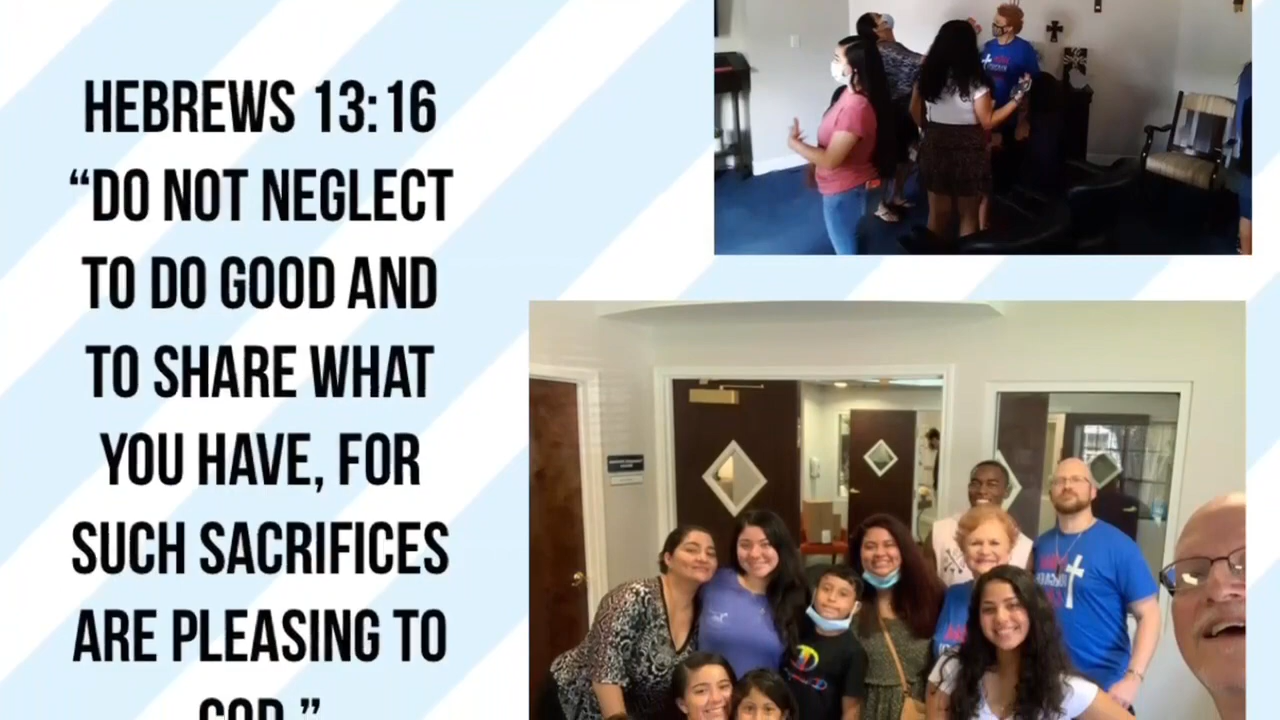 HEBREWS 13:16
“DO NOT NEGLECT
TO DO GOOD AND
TO SHARE WHAT
YOU HAVE, FOR
SUCH SACRIFICES
ARE PLEASING TO
GOD.”